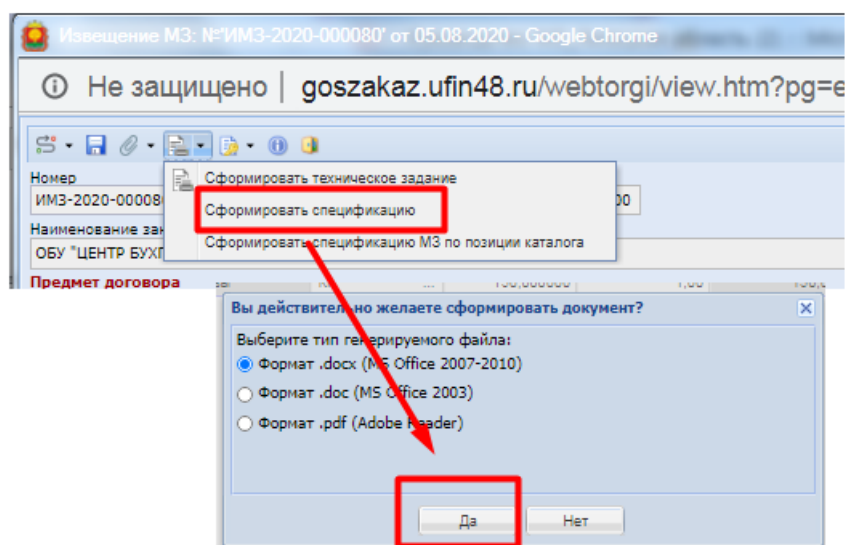 Извещение МЗ: №'ИМЗ-2020-000080' от 05.08.2020 - Google Chrome
Не защищено | goszakaz.ufin48.ru/webtorgi/view.htm?pg=e
Номер
ИМЗ-2020-00008
Сформировать техническое задание
Сформировать спецификацию
00
Наименование зак
Сформировать спецификацию МЗ по позиции каталога
ОБУ "ЦЕНТР БУХГ
Предмет договора
Вы действительно желаете сформировать документ?
Выберите тип генерируемого файла:
Формат .docx (MS Office 2007-2010)
Формат .doc (MS Office 2003)
Формат .pdf (Adobe Reader)
Да
Нет